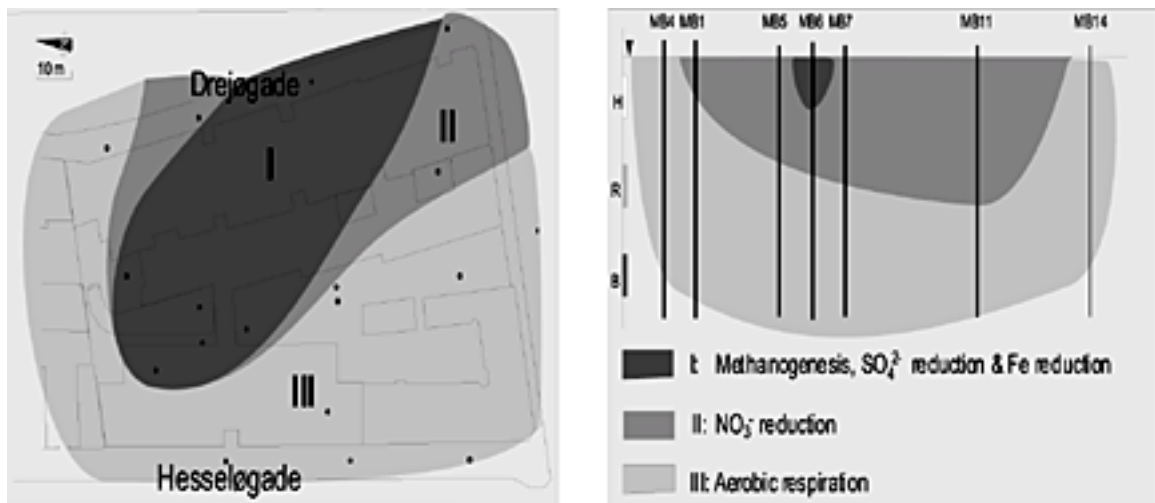 10 m
Drejøgade
I
II
III
Hesseløgade
MB4 MB1 MB5 MB6 MB7 MB11 MB14
I: Methanogenesis, SO₄²⁻ reduction & Fe reduction
II: NO₃⁻ reduction
III: Aerobic respiration